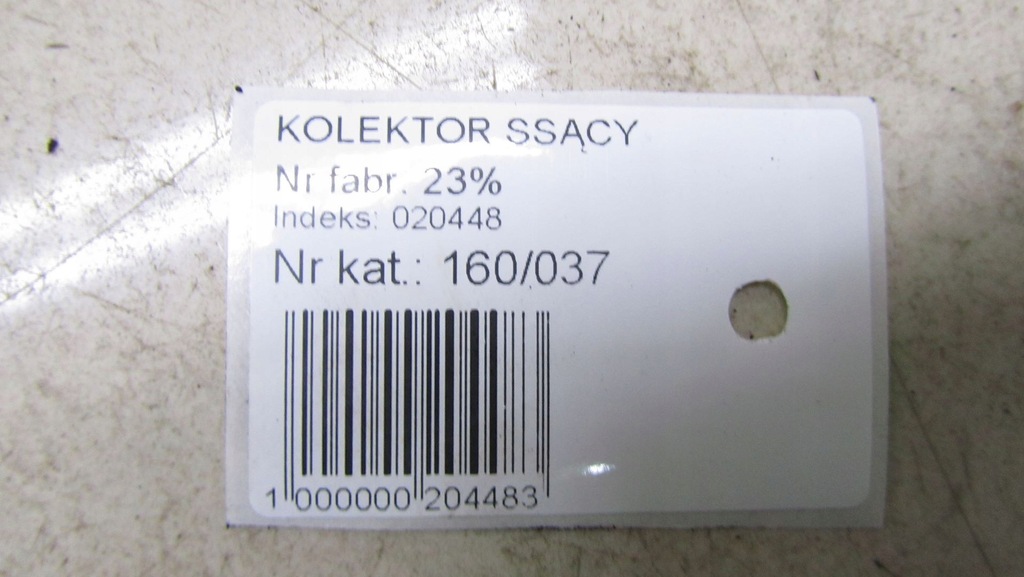 KOLEKTOR SSĄCY
Nr fabr. 23%
Indeks: 020448
Nr kat.: 160/037
1 000000 204483